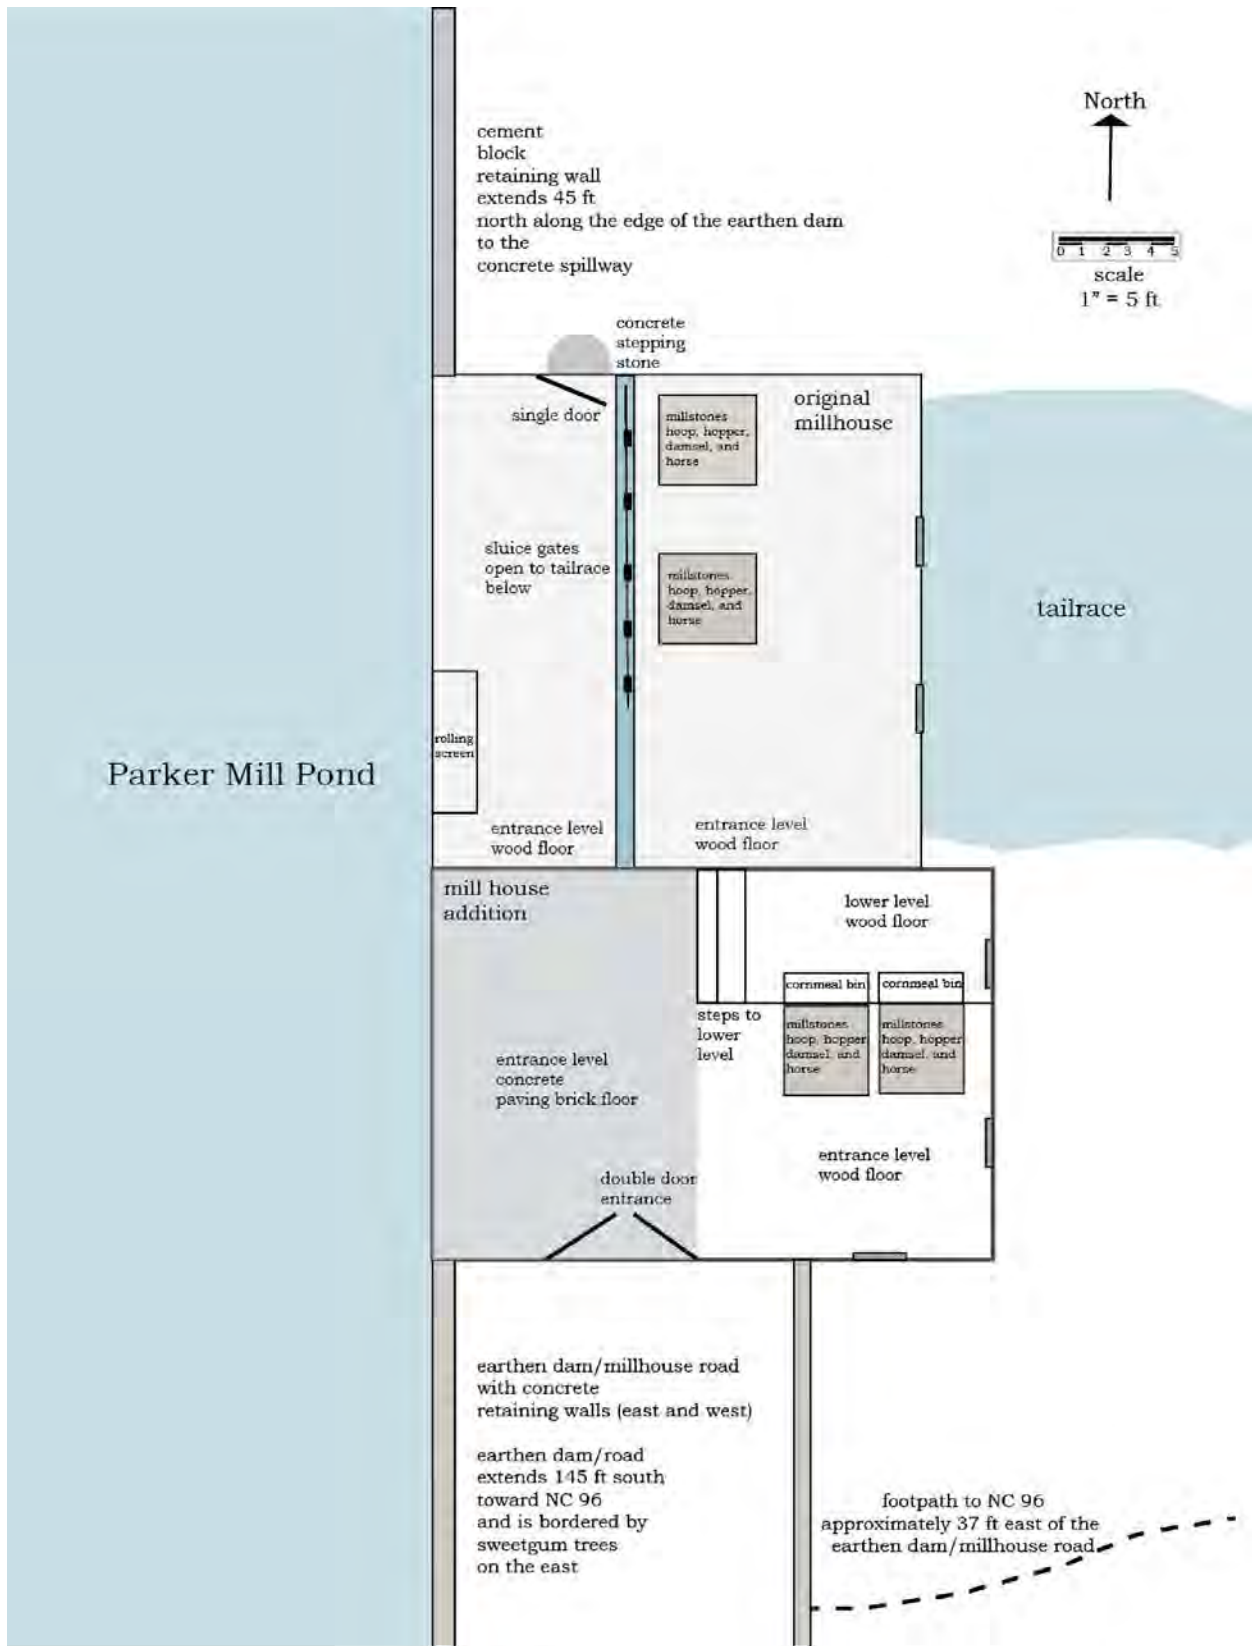 North
cement
block
retaining wall
extends 45 ft
north along the edge of the earthen dam
to the
concrete spillway
0 1 2 3 4 5
scale
1" = 5 ft
concrete
stepping
stone
single door
millstones
hoop, hopper,
damsel, and
horse
original
millhouse
sluice gates
open to tailrace
below
millstones
hoop, hopper,
damsel, and
horse
tailrace
rolling
screen
Parker Mill Pond
entrance level
wood floor
entrance level
wood floor
mill house
addition
lower level
wood floor
cornmeal bin
cornmeal bin
steps to
lower
level
millstones
hoop, hopper
damsel, and
horse
millstones
hoop, hopper
damsel, and
horse
entrance level
concrete
paving brick floor
entrance level
wood floor
double door
entrance
earthen dam/millhouse road
with concrete
retaining walls (east and west)
earthen dam/road
extends 145 ft south
toward NC 96
and is bordered by
sweetgum trees
on the east
footpath to NC 96
approximately 37 ft east of the
earthen dam/millhouse road